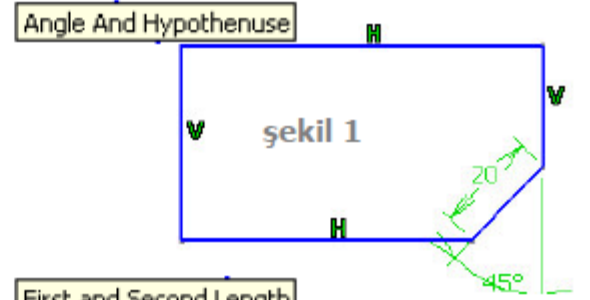 Angle And Hypothenuse
H
V
V
şekil 1
20
H
45°
First and Second Length